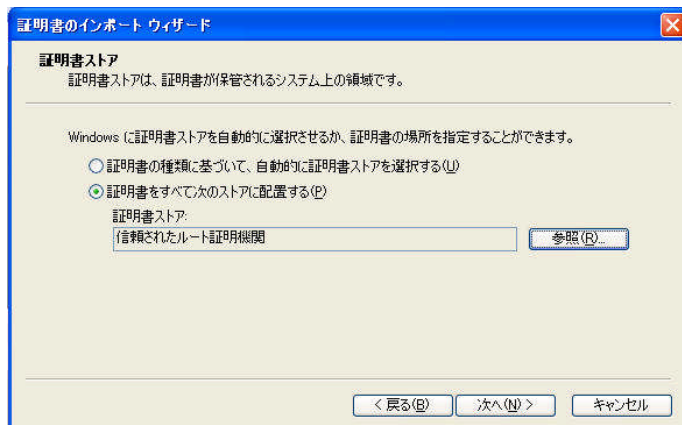 証明書のインポート ウィザード
証明書ストア
証明書ストアは、証明書が保管されるシステム上の領域です。
Windows に証明書ストアを自動的に選択させるか、証明書の場所を指定することができます。
証明書の種類に基づいて、自動的に証明書ストアを選択する(U)
証明書をすべて次のストアに配置する(P)
証明書ストア:
信頼されたルート証明機関
参照(R)...
< 戻る(B)
次へ(N) >
キャンセル